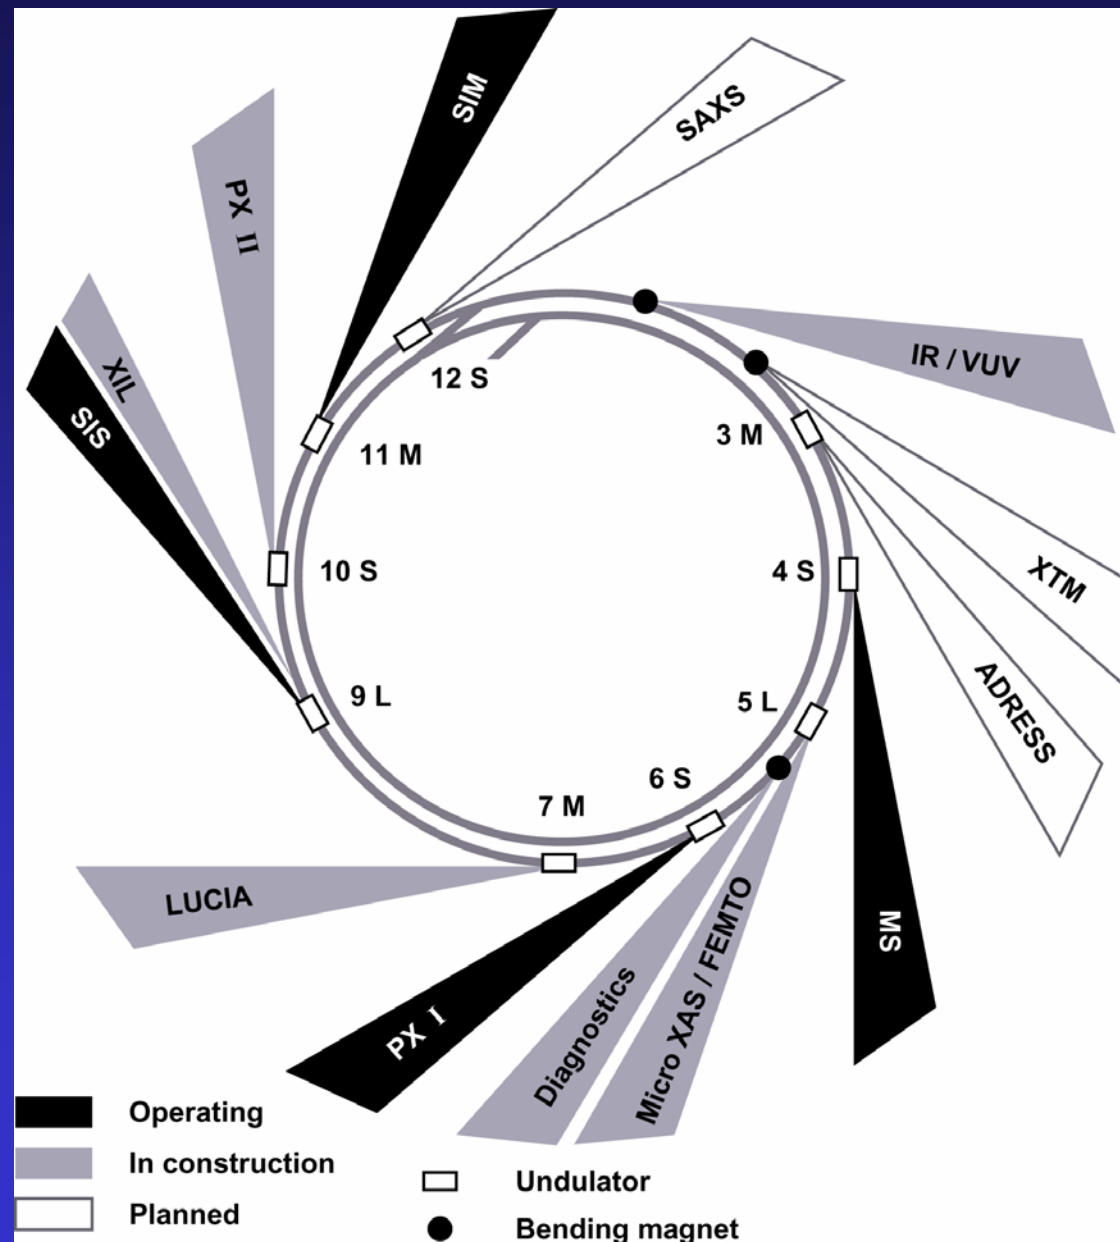 SIM
SAXS
PX II
IR / VUV
XIL
SIS
12 S
3 M
11 M
10 S
4 S
XTM
9 L
5 L
ADRESS
6 S
7 M
LUCIA
MS
PX I
Diagnostics
Micro XAS / FEMTO
Operating
In construction
Planned
Undulator
Bending magnet